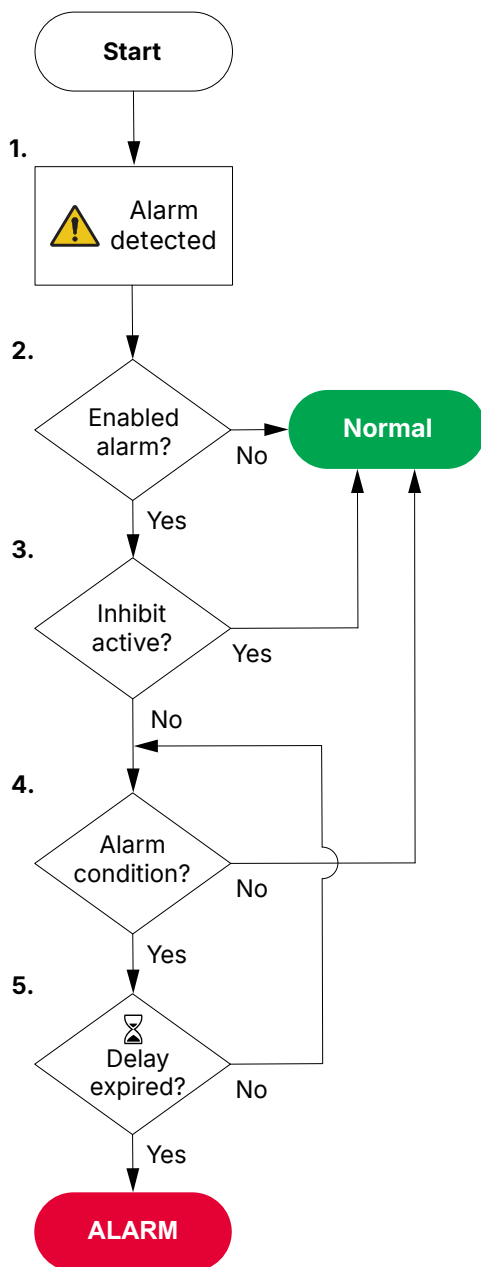 Start
1.
Alarm
detected
2.
Enabled
alarm?
No
Normal
Yes
3.
Inhibit
active?
Yes
No
4.
Alarm
condition?
No
Yes
5.
Delay
expired?
No
Yes
ALARM